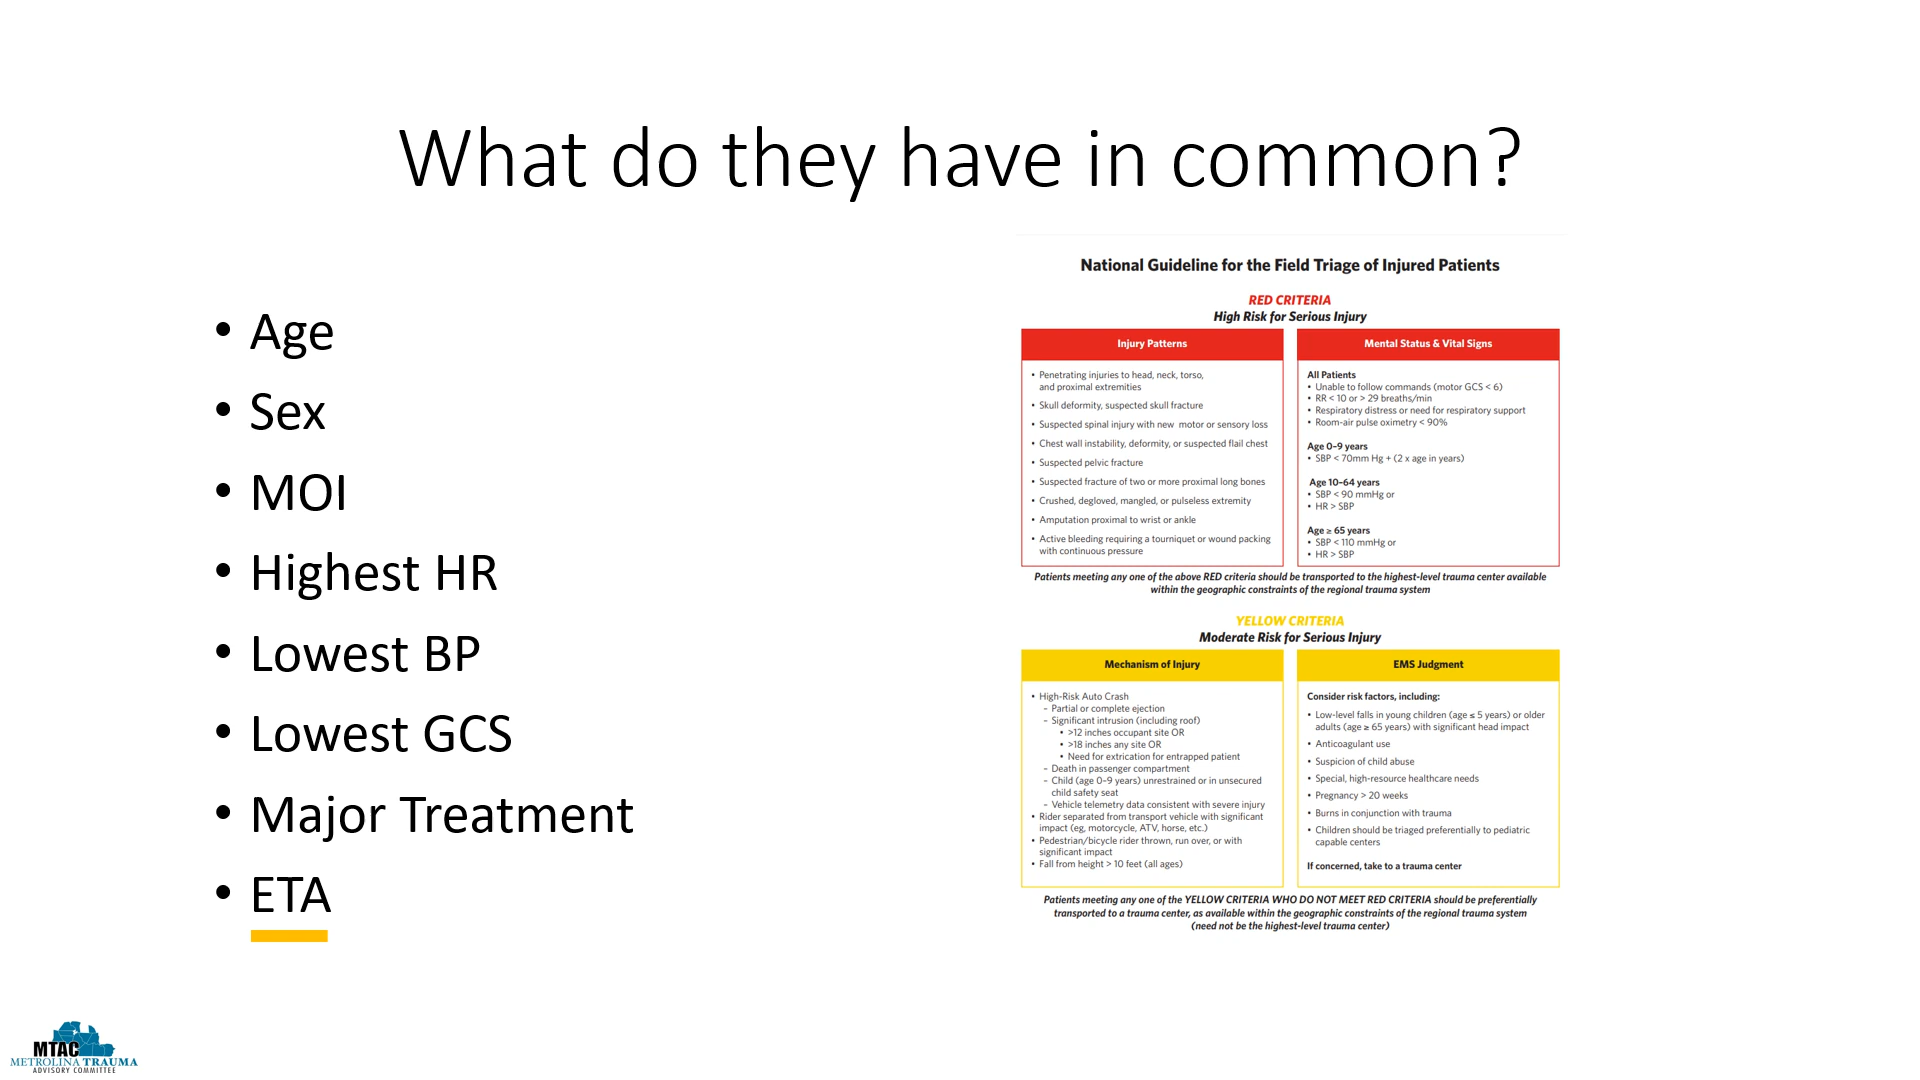 What do they have in common?
• Age
• Sex
• MOI
• Highest HR
• Lowest BP
• Lowest GCS
• Major Treatment
• ETA
National Guideline for the Field Triage of Injured Patients
RED CRITERIA
High Risk for Serious Injury
Injury Patterns
• Penetrating injuries to head, neck, torso,
and proximal extremities
• Skull deformity, suspected skull fracture
• Suspected spinal injury with new motor or sensory loss
• Chest wall instability, deformity, or suspected flail chest
• Suspected pelvic fracture
• Suspected fracture of two or more proximal long bones
• Crushed, degloved, mangled, or pulseless extremity
• Amputation proximal to wrist or ankle
• Active bleeding requiring a tourniquet or wound packing
with continuous pressure
Mental Status & Vital Signs
All Patients
• Unable to follow commands (motor GCS < 6)
• RR < 10 or > 29 breaths/min
• Respiratory distress or need for respiratory support
• Room-air pulse oximetry < 90%
Age 0–9 years
• SBP < 70mm Hg + (2 x age in years)
Age 10–64 years
• SBP < 90 mmHg or
• HR > SBP
Age ≥ 65 years
• SBP < 110 mmHg or
• HR > SBP
Patients meeting any one of the above RED criteria should be transported to the highest-level trauma center available
within the geographic constraints of the regional trauma system
YELLOW CRITERIA
Moderate Risk for Serious Injury
Mechanism of Injury
• High-Risk Auto Crash
– Partial or complete ejection
– Significant intrusion (including roof)
• >12 inches occupant site OR
• >18 inches any site OR
• Need for extrication for entrapped patient
– Death in passenger compartment
– Child (age 0–9 years) unrestrained or in unsecured
child safety seat
– Vehicle telemetry data consistent with severe injury
• Rider separated from transport vehicle with significant
impact (eg, motorcycle, ATV, horse, etc.)
• Pedestrian/bicycle rider thrown, run over, or with
significant impact
• Fall from height > 10 feet (all ages)
EMS Judgment
Consider risk factors, including:
• Low-level falls in young children (age ≤ 5 years) or older
adults (age ≥ 65 years) with significant head impact
• Anticoagulant use
• Suspicion of child abuse
• Special, high-resource healthcare needs
• Pregnancy > 20 weeks
• Burns in conjunction with trauma
• Children should be triaged preferentially to pediatric
capable centers
If concerned, take to a trauma center
Patients meeting any one of the YELLOW CRITERIA WHO DO NOT MEET RED CRITERIA should be preferentially
transported to a trauma center, as available within the geographic constraints of the regional trauma system
(need not be the highest-level trauma center)
MTAC
METROLINA TRAUMA
ADVISORY COMMITTEE